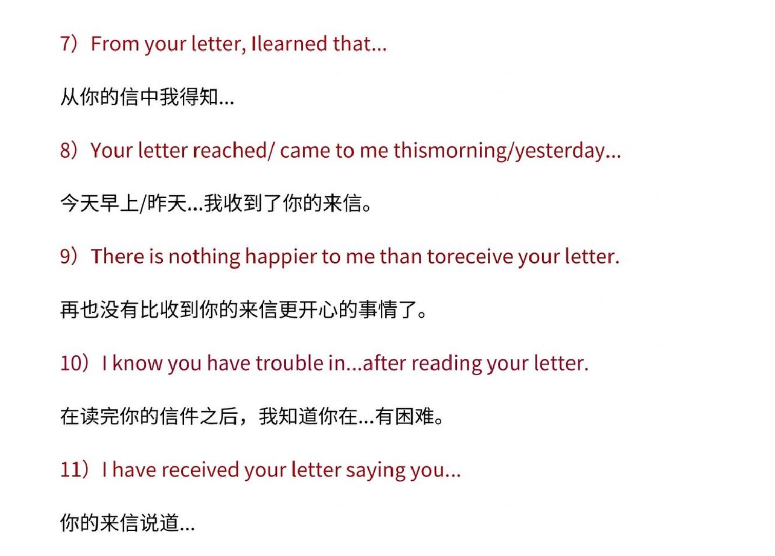 7）From your letter, Ilearned that...
从你的信中我得知...
8）Your letter reached/ came to me thismorning/yesterday...
今天早上/昨天...我收到了你的来信。
9）There is nothing happier to me than toreceive your letter.
再也没有比收到你的来信更开心的事情了。
10）I know you have trouble in...after reading your letter.
在读完你的信件之后，我知道你在...有困难。
11）I have received your letter saying you...
你的来信说道...